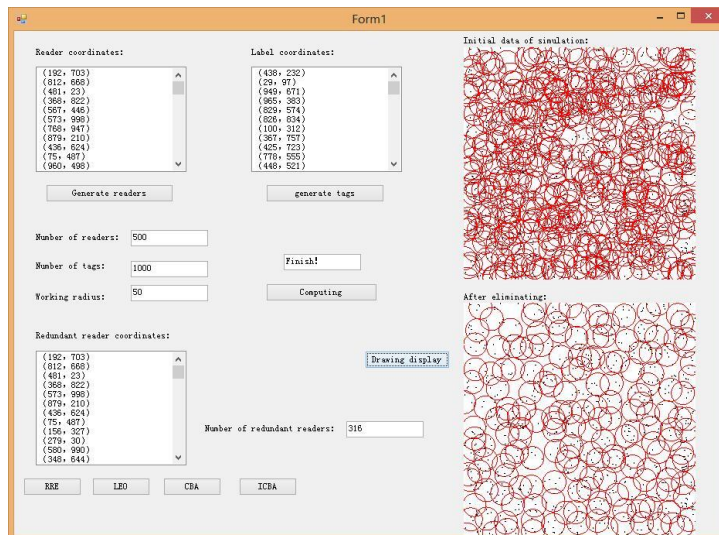 Form1
Reader coordinates:
(192, 703)
(812, 668)
(481, 23)
(368, 822)
(567, 446)
(573, 998)
(768, 947)
(879, 210)
(436, 624)
(75, 487)
(960, 498)
Label coordinates:
(438, 232)
(29, 97)
(949, 671)
(965, 383)
(829, 574)
(826, 834)
(100, 312)
(367, 757)
(425, 723)
(778, 555)
(448, 521)
Initial data of simulation:
Generate readers
generate tags
Number of readers: 500
Number of tags: 1000
Working radius: 50
Finish!
Computing
After eliminating:
Redundant reader coordinates:
(192, 703)
(812, 668)
(481, 23)
(368, 822)
(573, 998)
(879, 210)
(436, 624)
(75, 487)
(156, 327)
(279, 30)
(580, 990)
(348, 644)
Drawing display
Number of redundant readers: 316
RRE
LEO
CBA
ICBA